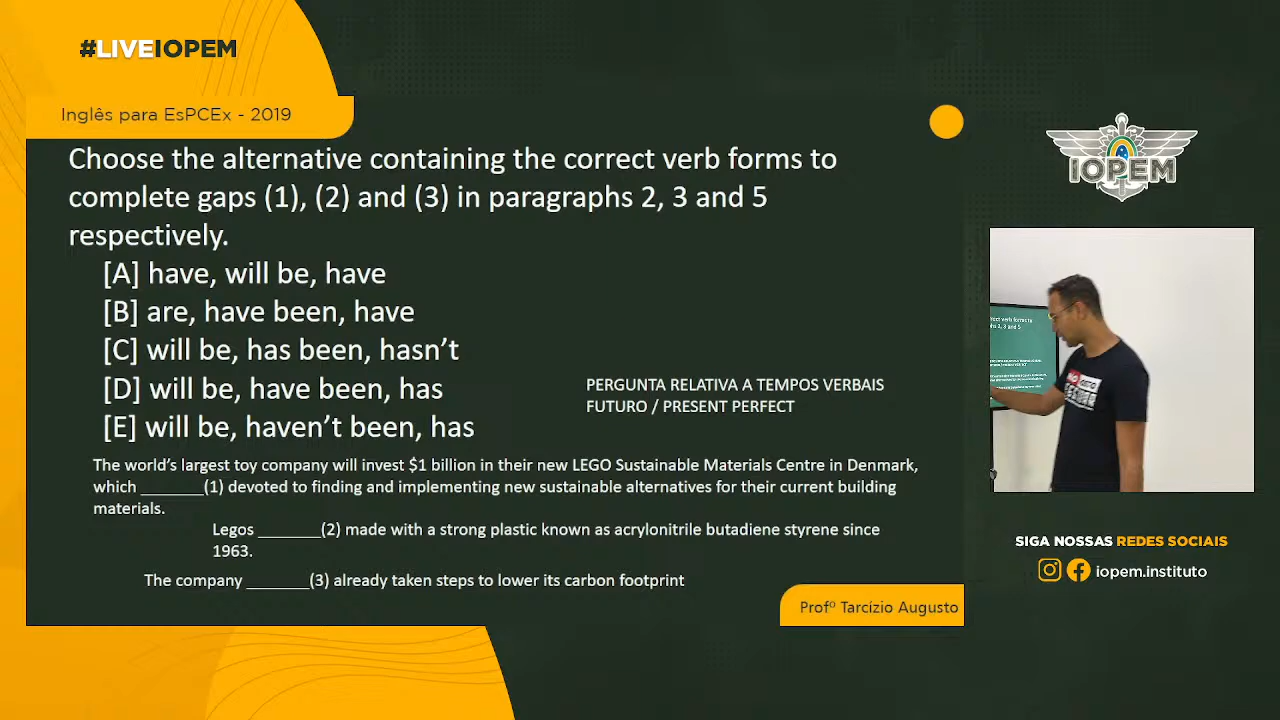 #LIVEIOPEM
Inglês para EsPCEx - 2019
Choose the alternative containing the correct verb forms to
complete gaps (1), (2) and (3) in paragraphs 2, 3 and 5
respectively.
[A] have, will be, have
[B] are, have been, have
[C] will be, has been, hasn't
[D] will be, have been, has
[E] will be, haven't been, has
PERGUNTA RELATIVA A TEMPOS VERBAIS
FUTURO / PRESENT PERFECT
The world's largest toy company will invest $1 billion in their new LEGO Sustainable Materials Centre in Denmark,
which _______(1) devoted to finding and implementing new sustainable alternatives for their current building
materials.
Legos _______(2) made with a strong plastic known as acrylonitrile butadiene styrene since
1963.
The company _______(3) already taken steps to lower its carbon footprint
Profº Tarcízio Augusto
IOPEM
SIGA NOSSAS REDES SOCIAIS
iopem.instituto